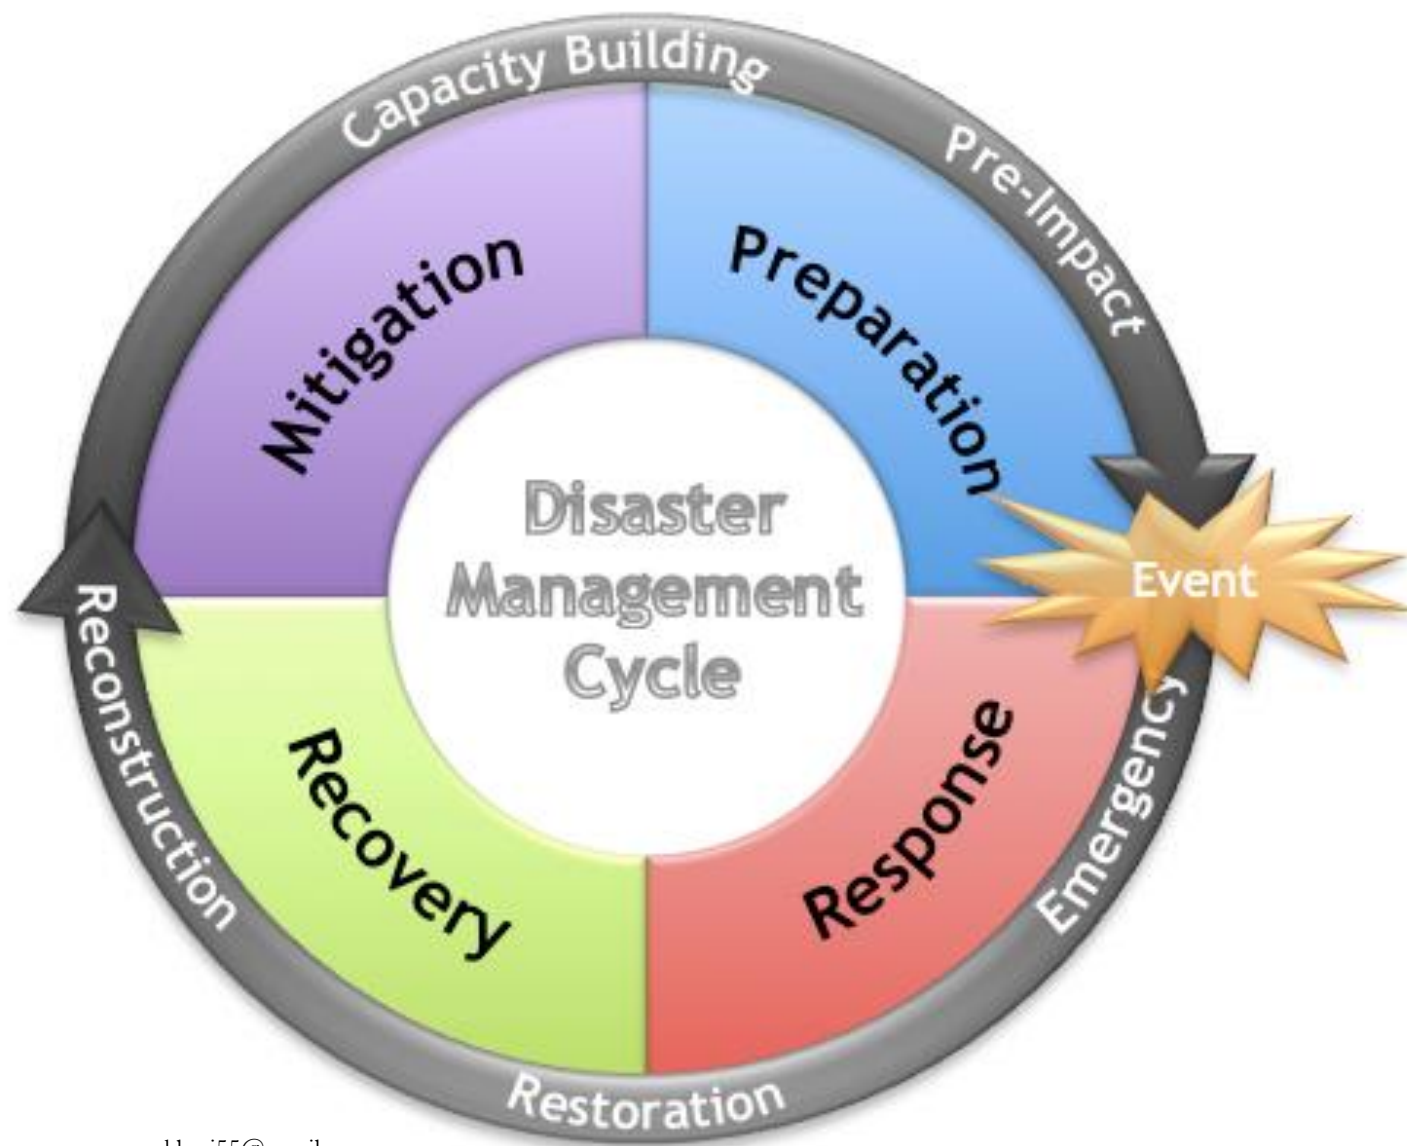 Capacity Building
Pre-Impact
Mitigation
Preparation
Disaster
Management
Cycle
Event
Reconstruction
Recovery
Response
Emergency
Restoration